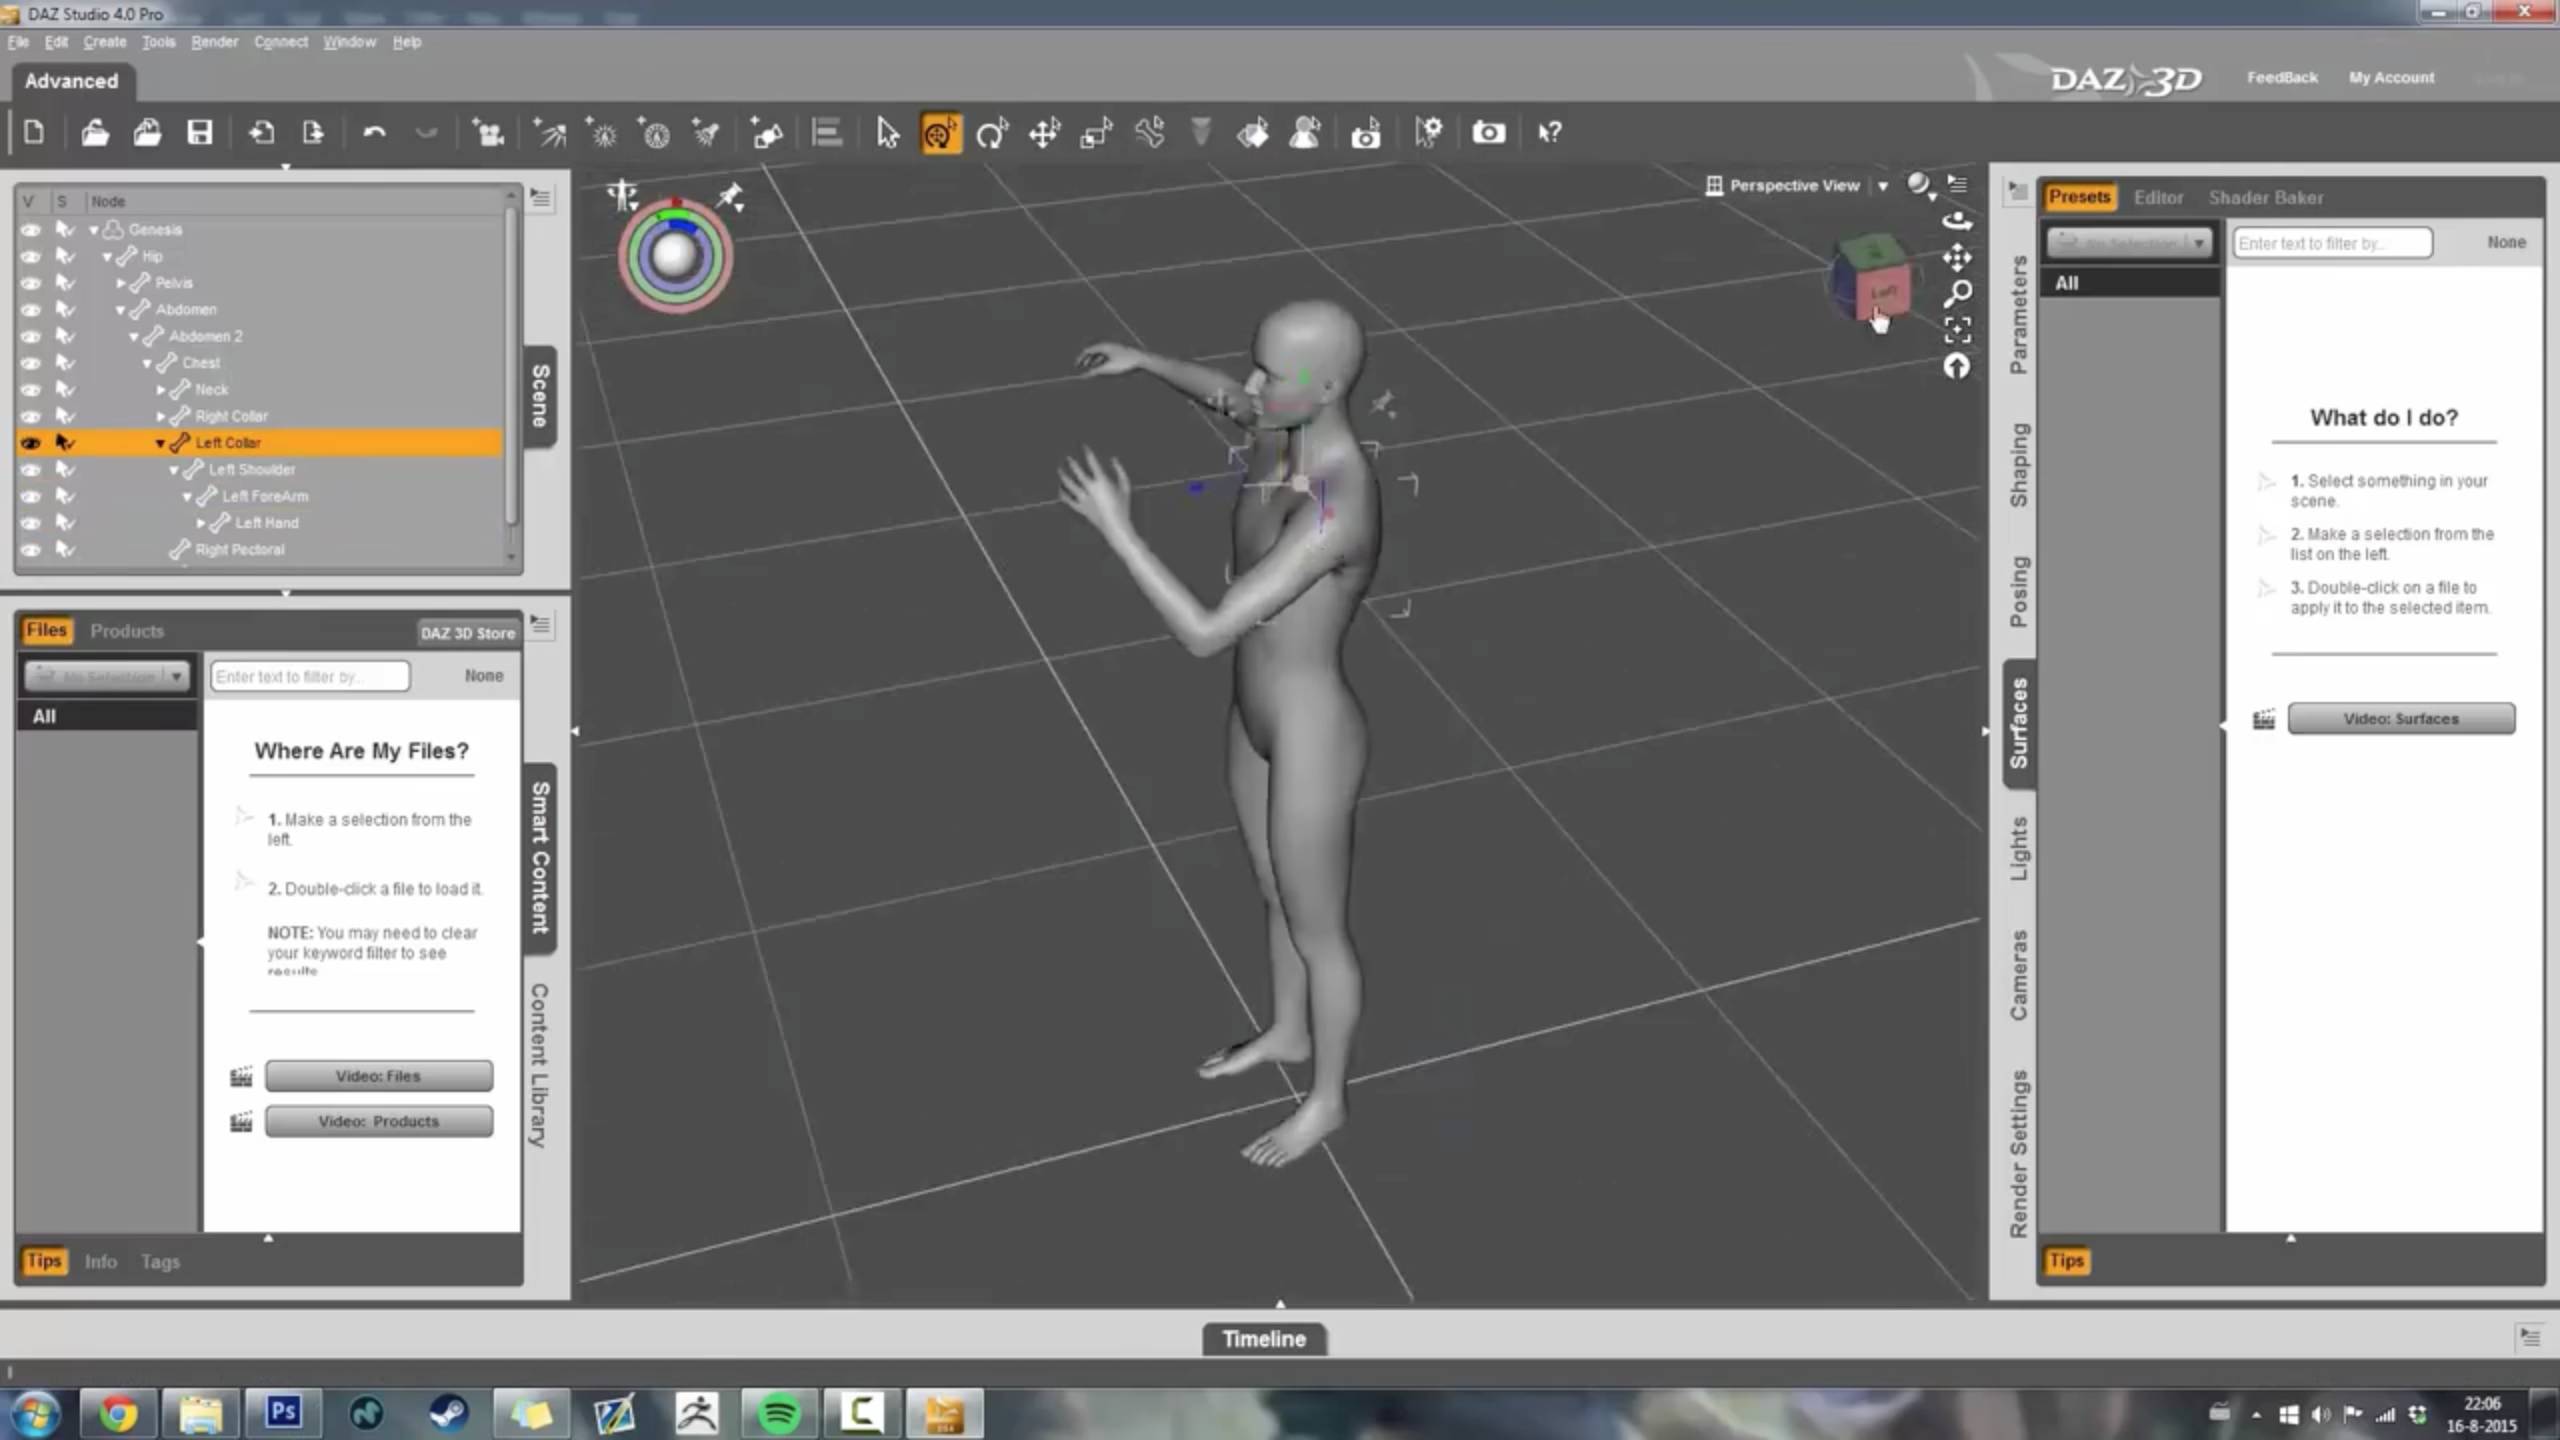 DAZ Studio 4.0 Pro
File Edit Create Tools Render Connect Window Help
Advanced
DAZ 3D FeedBack My Account
V S Node
Genesis
Hip
Pelvis
Abdomen
Abdomen 2
Chest
Neck
Right Collar
Left Collar
Left Shoulder
Left ForeArm
Left Hand
Right Pectoral
Scene
Files Products DAZ 3D Store
No Selection Enter text to filter by... None
All
Where Are My Files?
1. Make a selection from the
left.
2. Double-click a file to load it.
NOTE: You may need to clear
your keyword filter to see
results
Video: Files
Video: Products
Smart Content
Content Library
Tips Info Tags
Perspective View
Left
Parameters
Shaping
Posing
Surfaces
Lights
Cameras
Render Settings
Presets Editor Shader Baker
No Selection Enter text to filter by... None
All
What do I do?
1. Select something in your
scene.
2. Make a selection from the
list on the left.
3. Double-click on a file to
apply it to the selected item.
Video: Surfaces
Tips
Timeline
Ps
22:06
16-8-2015